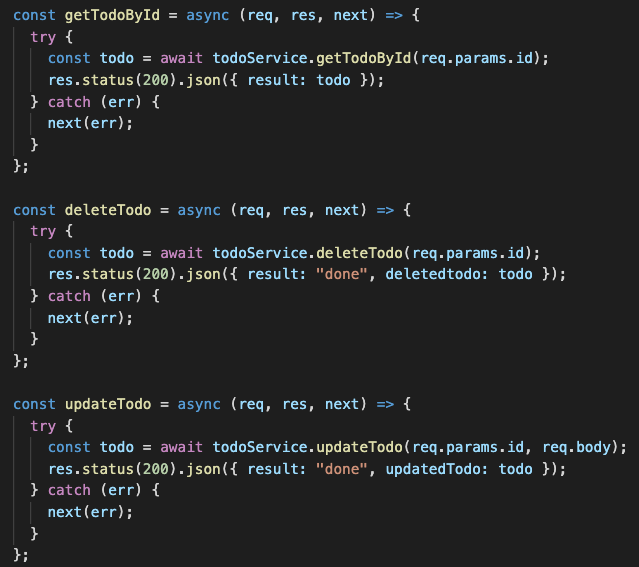 const getTodoById = async (req, res, next) => {
  try {
    const todo = await todoService.getTodoById(req.params.id);
    res.status(200).json({ result: todo });
  } catch (err) {
    next(err);
  }
};

const deleteTodo = async (req, res, next) => {
  try {
    const todo = await todoService.deleteTodo(req.params.id);
    res.status(200).json({ result: "done", deletedtodo: todo });
  } catch (err) {
    next(err);
  }
};

const updateTodo = async (req, res, next) => {
  try {
    const todo = await todoService.updateTodo(req.params.id, req.body);
    res.status(200).json({ result: "done", updatedTodo: todo });
  } catch (err) {
    next(err);
  }
};